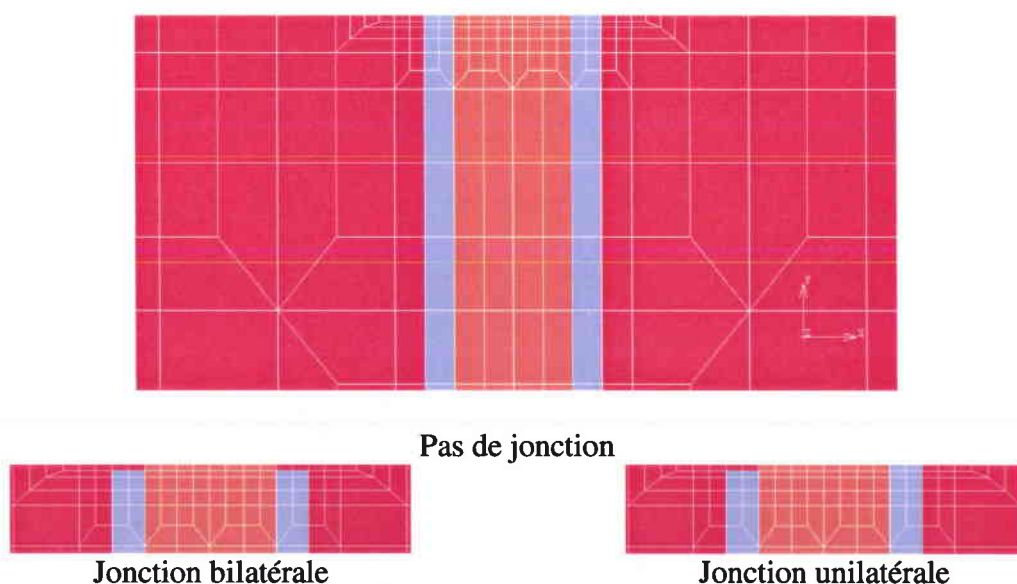 Y
X
Pas de jonction
Jonction bilatérale
Jonction unilatérale